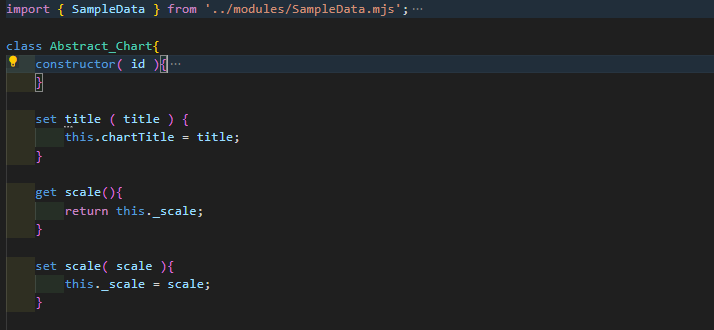 import { SampleData } from '../modules/SampleData.mjs';⋯
class Abstract_Chart{
constructor( id ){⋯
}
set title ( title ) {
this.chartTitle = title;
}
get scale(){
return this._scale;
}
set scale( scale ){
this._scale = scale;
}